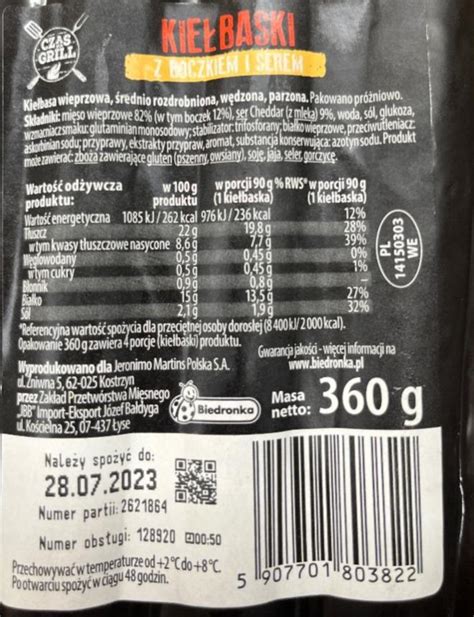 CZAS
NA
GRILL
KIEŁBASKI
Z BOCZKIEM I SEREM
Kiełbasa wieprzowa, średnio rozdrobniona, wędzona, parzona. Pakowano próżniowo.
Składniki: mięso wieprzowe 82% (w tym boczek 12%), ser Cheddar (z mleka) 9%, woda, sól, glukoza,
wzmacniacz smaku: glutaminian monosodowy; stabilizator: trifosforany; białko wieprzowe, przeciwutleniacz:
askorbinian sodu; przyprawy, ekstrakty przypraw, aromat, substancja konserwująca: azotyn sodu. Produkt
może zawierać: zboża zawierające gluten (pszenny, owsiany), soję, jaja, seler, gorczycę.
Wartość odżywcza produktu: w 100 g produktu w porcji 90 g (1 kiełbaska) % RWS* w porcji 90 g (1 kiełbaska)
Wartość energetyczna 1085 kJ / 262 kcal 976 kJ / 236 kcal 12%
Tłuszcz 22 g 19,8 g 28%
w tym kwasy tłuszczowe nasycone 8,6 g 7,7 g 39%
Węglowodany 0,5 g 0,45 g 0%
w tym cukry 0,5 g 0,45 g 1%
Błonnik 0,9 g 0,8 g
Białko 15 g 13,5 g 27%
Sól 2,1 g 1,9 g 32%
PL
14150303
WE
*Referencyjna wartość spożycia dla przeciętnej osoby dorosłej (8 400 kJ/ 2 000 kcal).
Opakowanie 360 g zawiera 4 porcje (kiełbaski) produktu.
Gwarancja jakości - więcej informacji na
www.biedronka.pl
Wyprodukowano dla Jeronimo Martins Polska S.A.
ul. Żniwna 5, 62-025 Kostrzyn
przez Zakład Przetwórstwa Mięsnego
"JBB" Import-Eksport Józef Bałdyga
ul. Kościelna 25, 07-437 Łyse
Biedronka
Masa
netto: 360 g
Należy spożyć do:
28.07.2023
Numer partii: 2621864
Numer obsługi: 128920 00:50
Przechowywać w temperaturze od +2°C do +8°C.
Po otwarciu spożyć w ciągu 48 godzin.
5 907701 803822